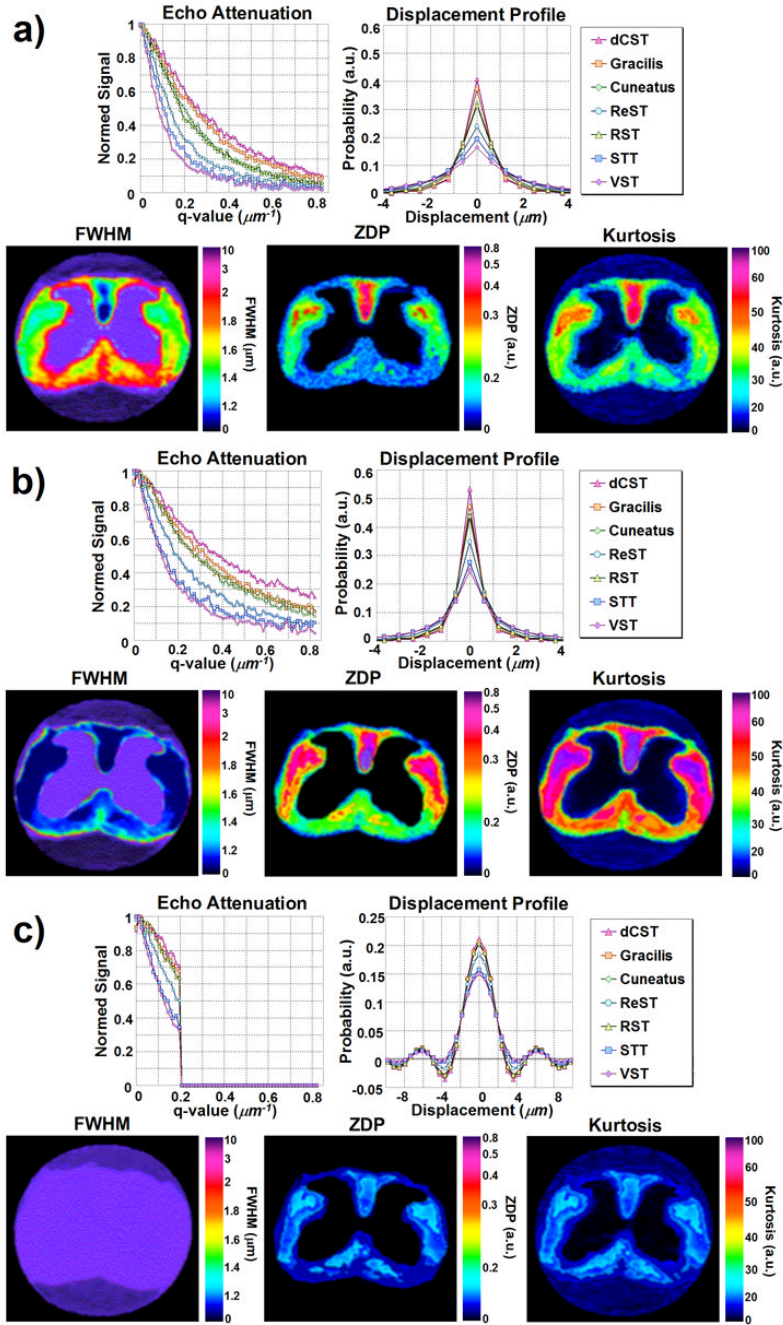 a)
Echo Attenuation
Displacement Profile
Normed Signal
1
0.8
0.6
0.4
0.2
0
0 0.2 0.4 0.6 0.8
q-value (μm⁻¹)
Probability (a.u.)
0.6
0.5
0.4
0.3
0.2
0.1
0
-4 -2 0 2 4
Displacement (μm)
dCST
Gracilis
Cuneatus
ReST
RST
STT
VST
FWHM
10
3
2
1.8
1.6
1.4
1.2
0
FWHM (μm)
ZDP
0.8
0.4
0.3
0.2
0
ZDP (a.u.)
Kurtosis
100
60
50
40
30
20
0
Kurtosis (a.u.)
b)
Echo Attenuation
Displacement Profile
Normed Signal
1
0.8
0.6
0.4
0.2
0
0 0.2 0.4 0.6 0.8
q-value (μm⁻¹)
Probability (a.u.)
0.6
0.5
0.4
0.3
0.2
0.1
0
-4 -2 0 2 4
Displacement (μm)
dCST
Gracilis
Cuneatus
ReST
RST
STT
VST
FWHM
10
3
2
1.8
1.6
1.4
1.2
0
FWHM (μm)
ZDP
0.8
0.4
0.3
0.2
0
ZDP (a.u.)
Kurtosis
100
60
50
40
30
20
0
Kurtosis (a.u.)
c)
Echo Attenuation
Displacement Profile
Normed Signal
1
0.8
0.6
0.4
0.2
0
0 0.2 0.4 0.6 0.8
q-value (μm⁻¹)
Probability (a.u.)
0.25
0.2
0.15
0.1
0.05
0
-0.05
-8 -4 0 4 8
Displacement (μm)
dCST
Gracilis
Cuneatus
ReST
RST
STT
VST
FWHM
10
3
2
1.8
1.6
1.4
1.2
0
FWHM (μm)
ZDP
0.8
0.4
0.3
0.2
0
ZDP (a.u.)
Kurtosis
100
60
50
40
30
20
0
Kurtosis (a.u.)